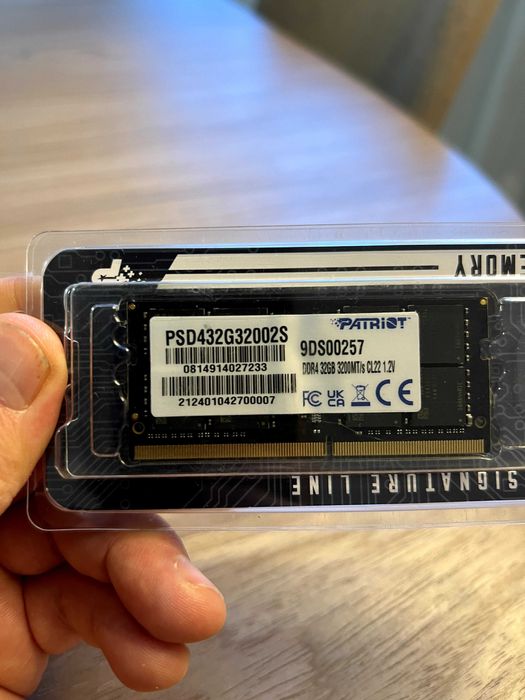 EMORY
PSD432G32002S
0814914027233
212401042700007
PATRIOT
9DS00257
DDR4 32GB 3200MT/s CL22 1.2V
FC UK CA CE
SIGNATURE LINE